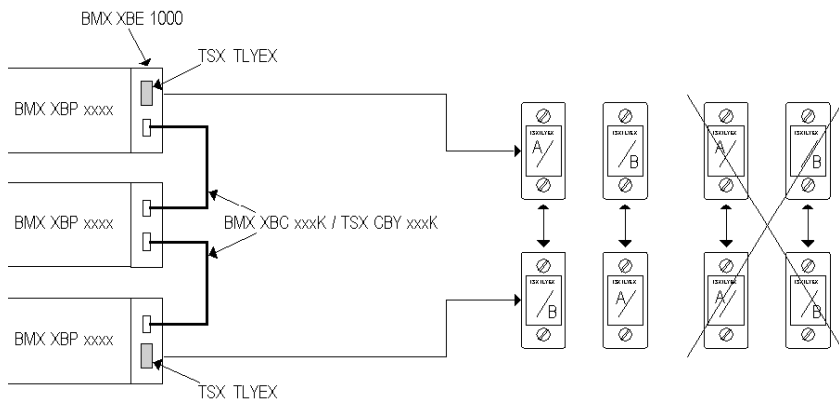 BMX XBE 1000
TSX TLYEX
BMX XBP xxxx
BMX XBP xxxx
BMX XBC xxxK / TSX CBY xxxK
BMX XBP xxxx
TSX TLYEX
A/
/B
A/
/B
/B
A/
A/
/B